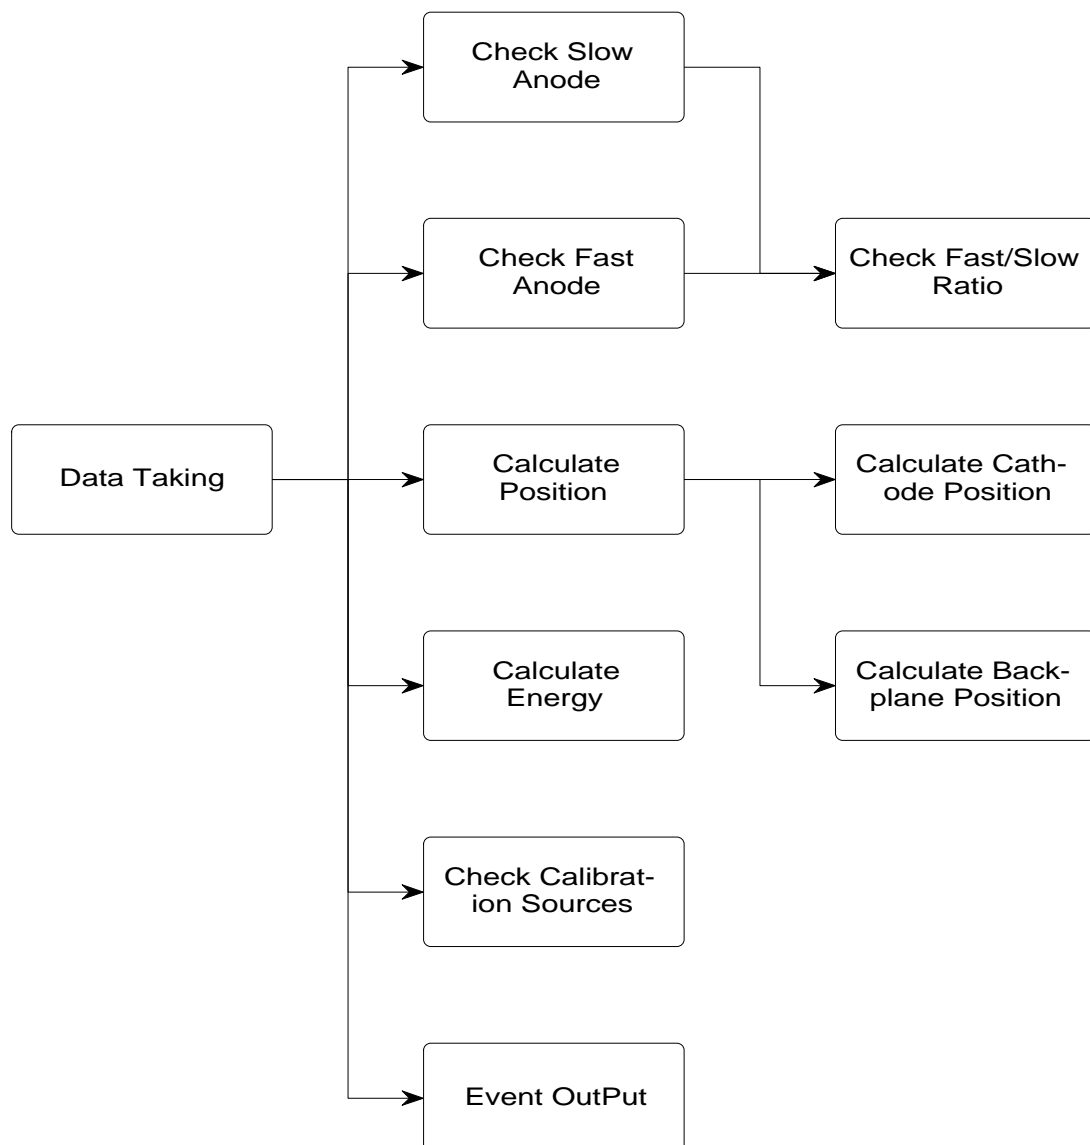 Check Slow
Anode
Check Fast
Anode
Check Fast/Slow
Ratio
Data Taking
Calculate
Position
Calculate Cath-
ode Position
Calculate
Energy
Calculate Back-
plane Position
Check Calibrat-
ion Sources
Event OutPut